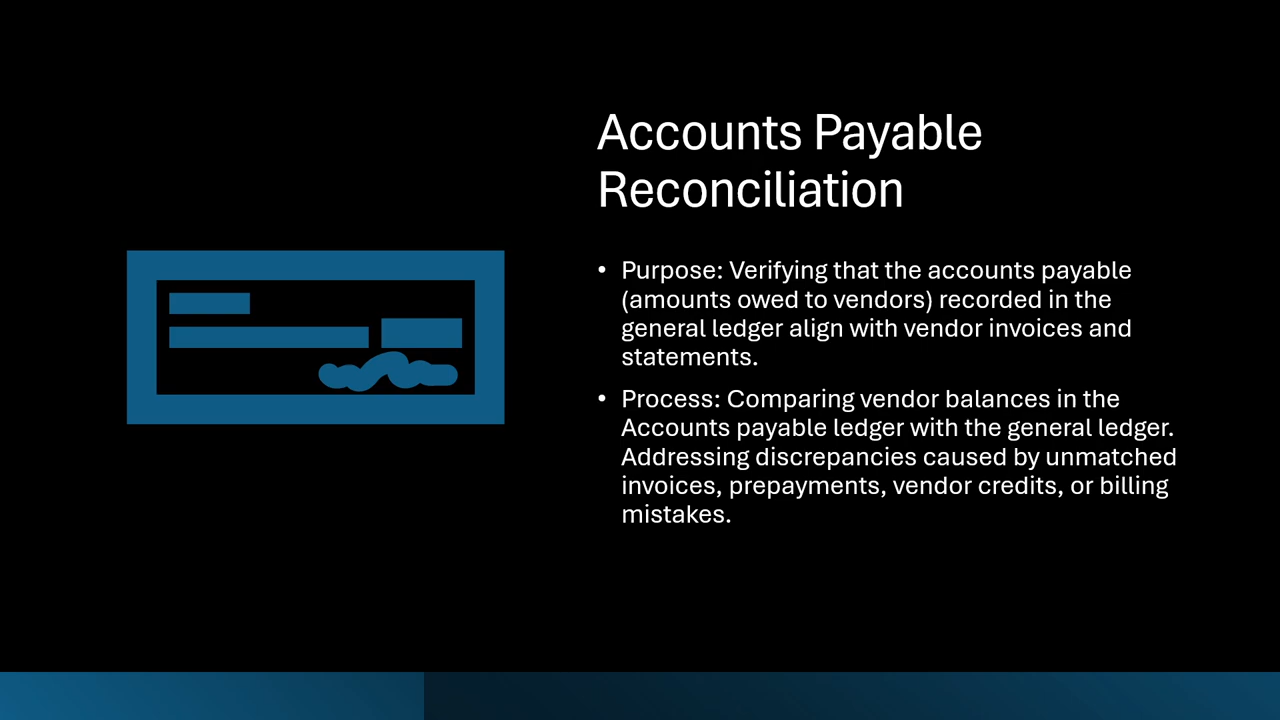 Accounts Payable
Reconciliation
• Purpose: Verifying that the accounts payable
(amounts owed to vendors) recorded in the
general ledger align with vendor invoices and
statements.
• Process: Comparing vendor balances in the
Accounts payable ledger with the general ledger.
Addressing discrepancies caused by unmatched
invoices, prepayments, vendor credits, or billing
mistakes.